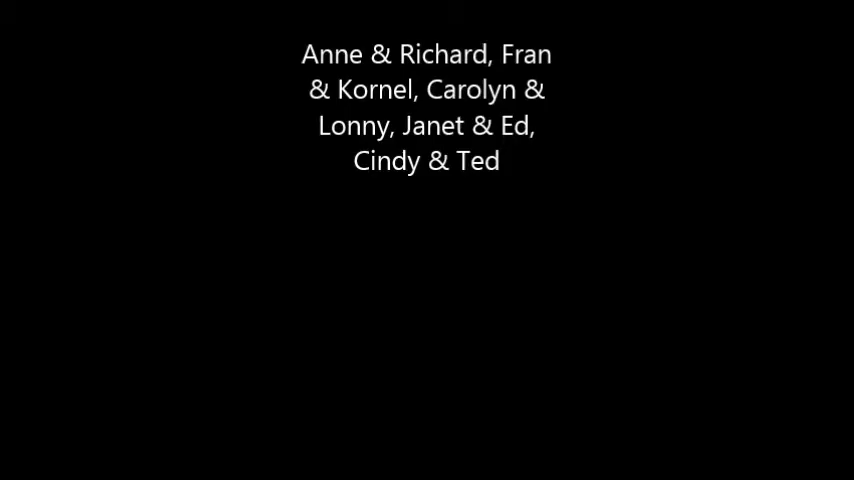 Anne & Richard, Fran
& Kornel, Carolyn &
Lonny, Janet & Ed,
Cindy & Ted